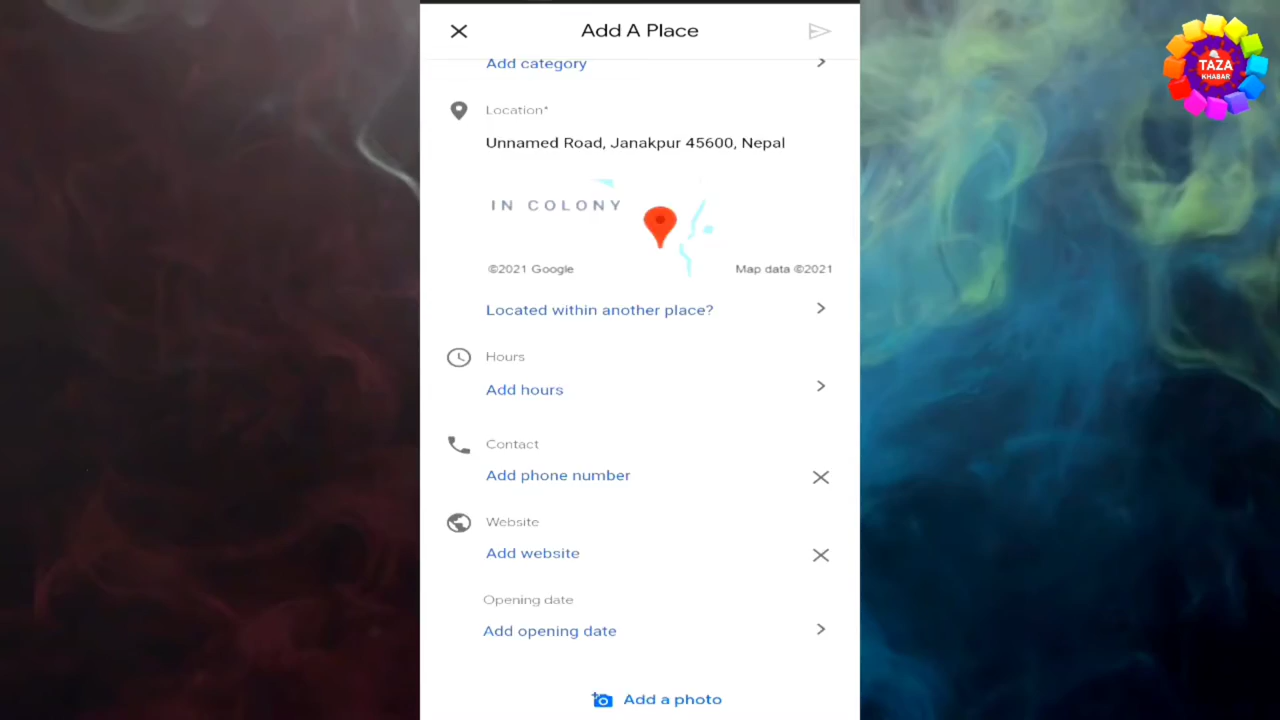 Add A Place
TAZA
KHABAR
Add category
Location*
Unnamed Road, Janakpur 45600, Nepal
IN COLONY
©2021 Google
Map data ©2021
Located within another place?
Hours
Add hours
Contact
Add phone number
Website
Add website
Opening date
Add opening date
Add a photo